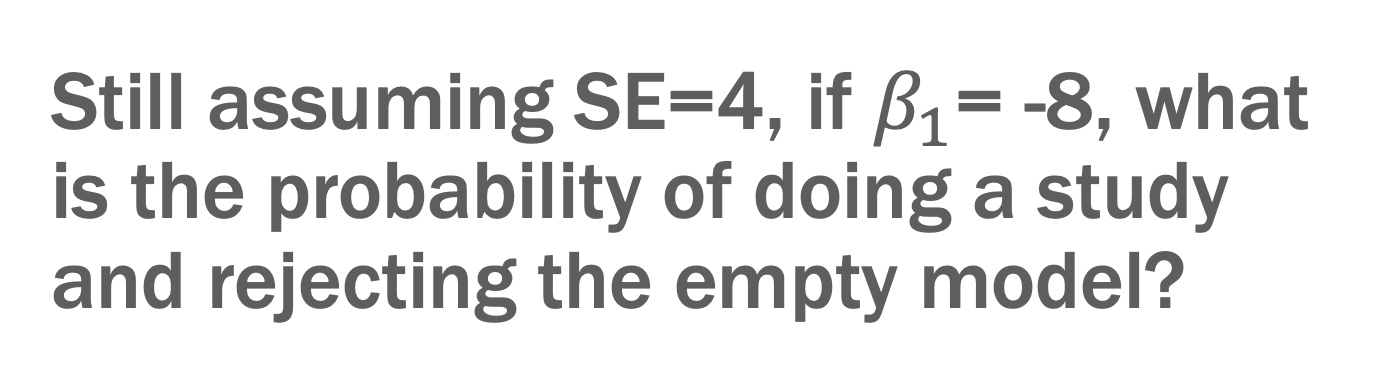 Still assuming SE=4, if 𝛽₁= -8, what
is the probability of doing a study
and rejecting the empty model?